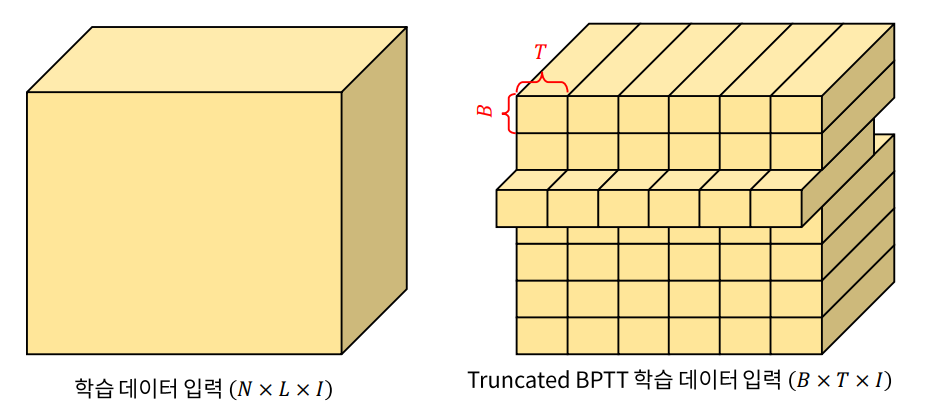 T
B
학습 데이터 입력 (N × L × I)
Truncated BPTT 학습 데이터 입력 (B × T × I)